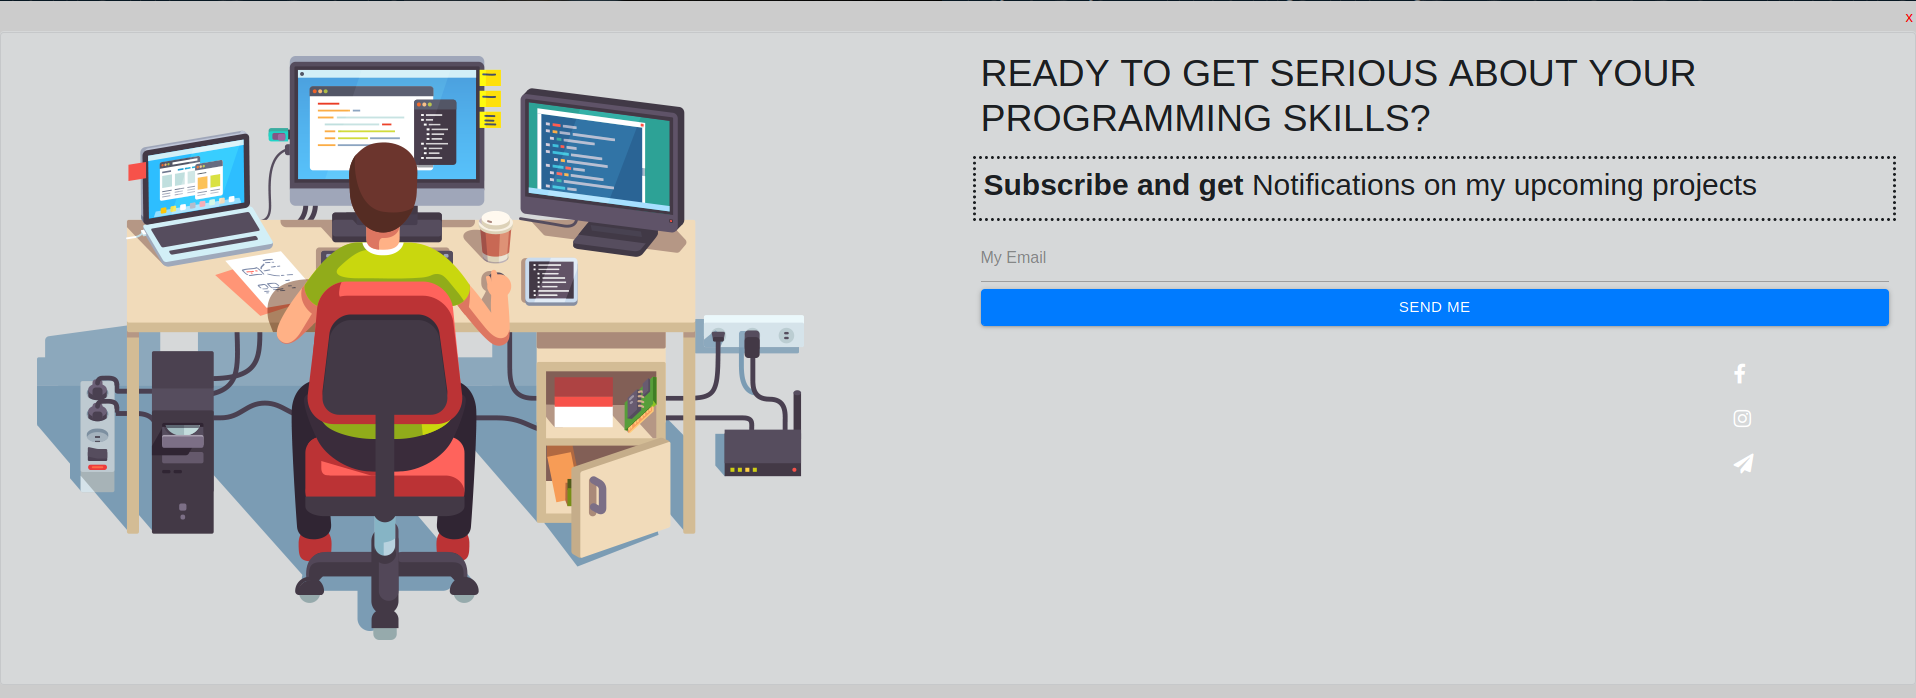 x
READY TO GET SERIOUS ABOUT YOUR
PROGRAMMING SKILLS?
Subscribe and get Notifications on my upcoming projects
My Email
SEND ME